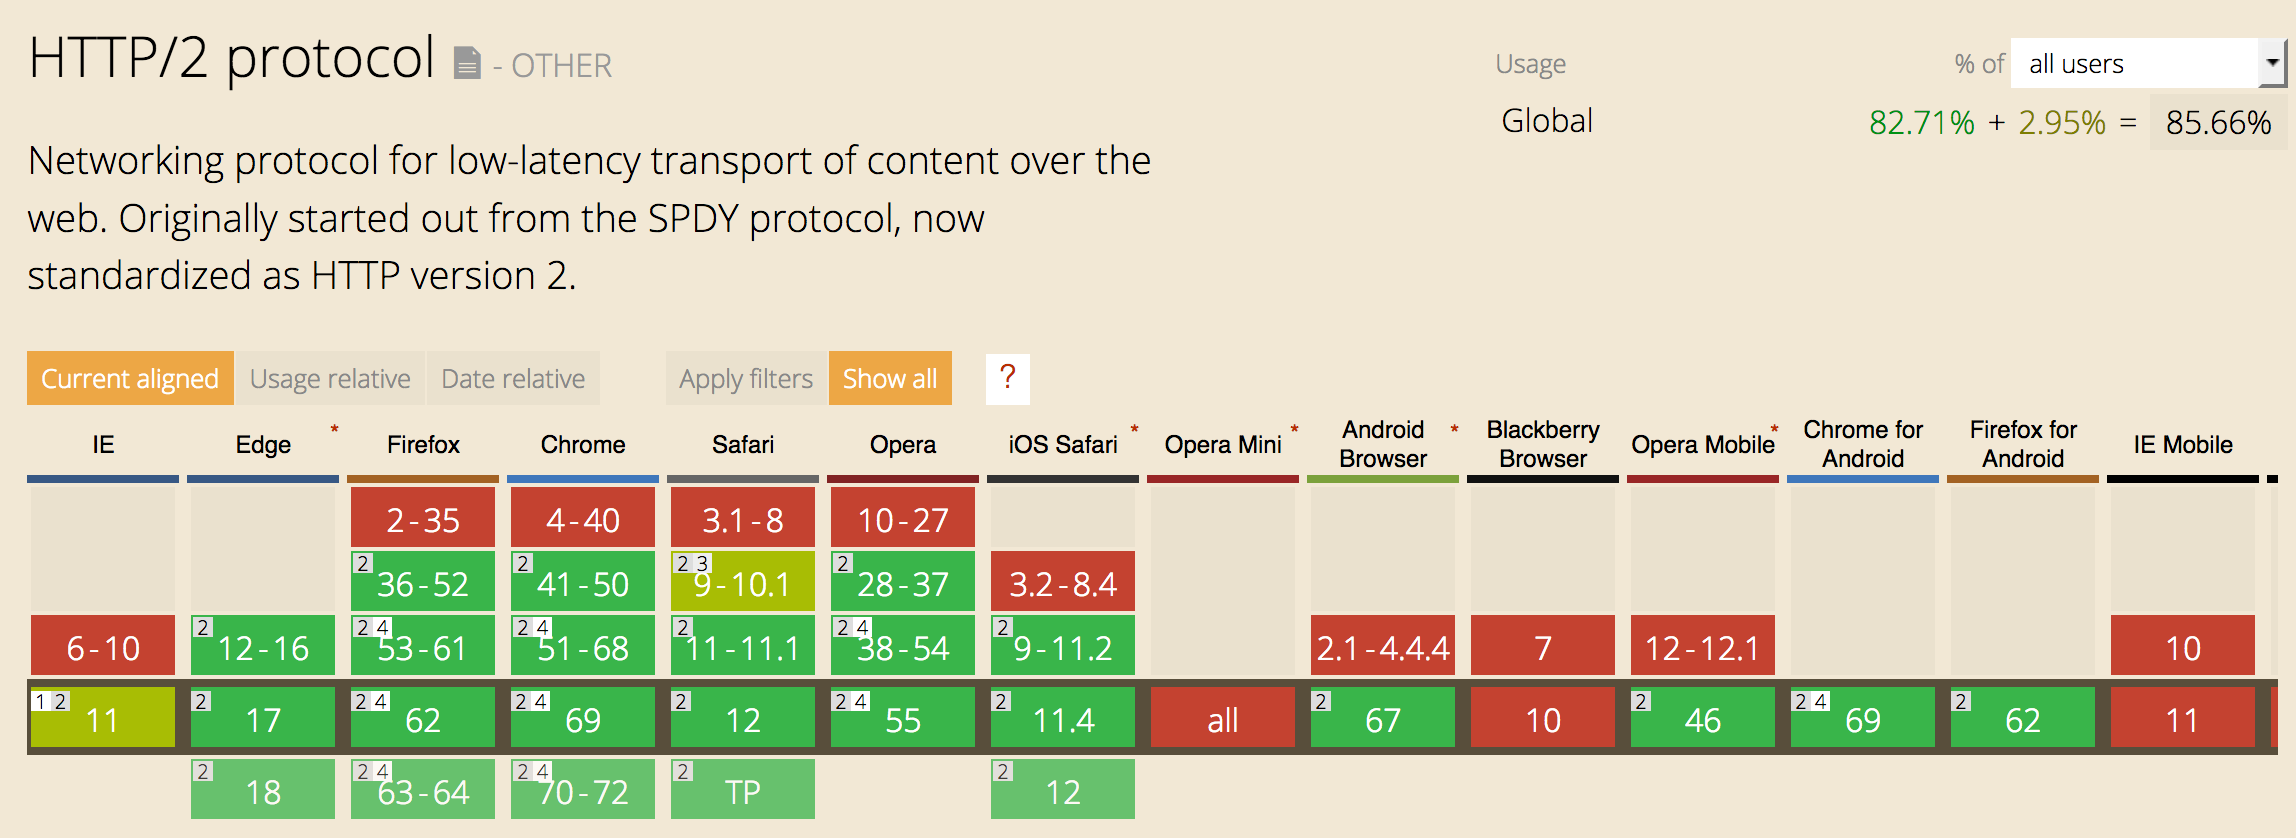 HTTP/2 protocol - OTHER
Usage % of all users
Global 82.71% + 2.95% = 85.66%
Networking protocol for low-latency transport of content over the
web. Originally started out from the SPDY protocol, now
standardized as HTTP version 2.
Current aligned Usage relative Date relative Apply filters Show all ?
IE Edge * Firefox Chrome Safari Opera iOS Safari * Opera Mini * Android Browser * Blackberry Browser Opera Mobile * Chrome for Android Firefox for Android IE Mobile
2-35 4-40 3.1-8 10-27
2 36-52 2 41-50 2 3 9-10.1 2 28-37 3.2-8.4
6-10 2 12-16 2 4 53-61 2 4 51-68 2 11-11.1 2 4 38-54 2 9-11.2 2.1-4.4.4 7 12-12.1 10
1 2 11 2 17 2 4 62 2 4 69 2 12 2 4 55 2 11.4 all 2 67 10 2 46 2 4 69 2 62 11
2 18 2 4 63-64 2 4 70-72 2 TP 2 12